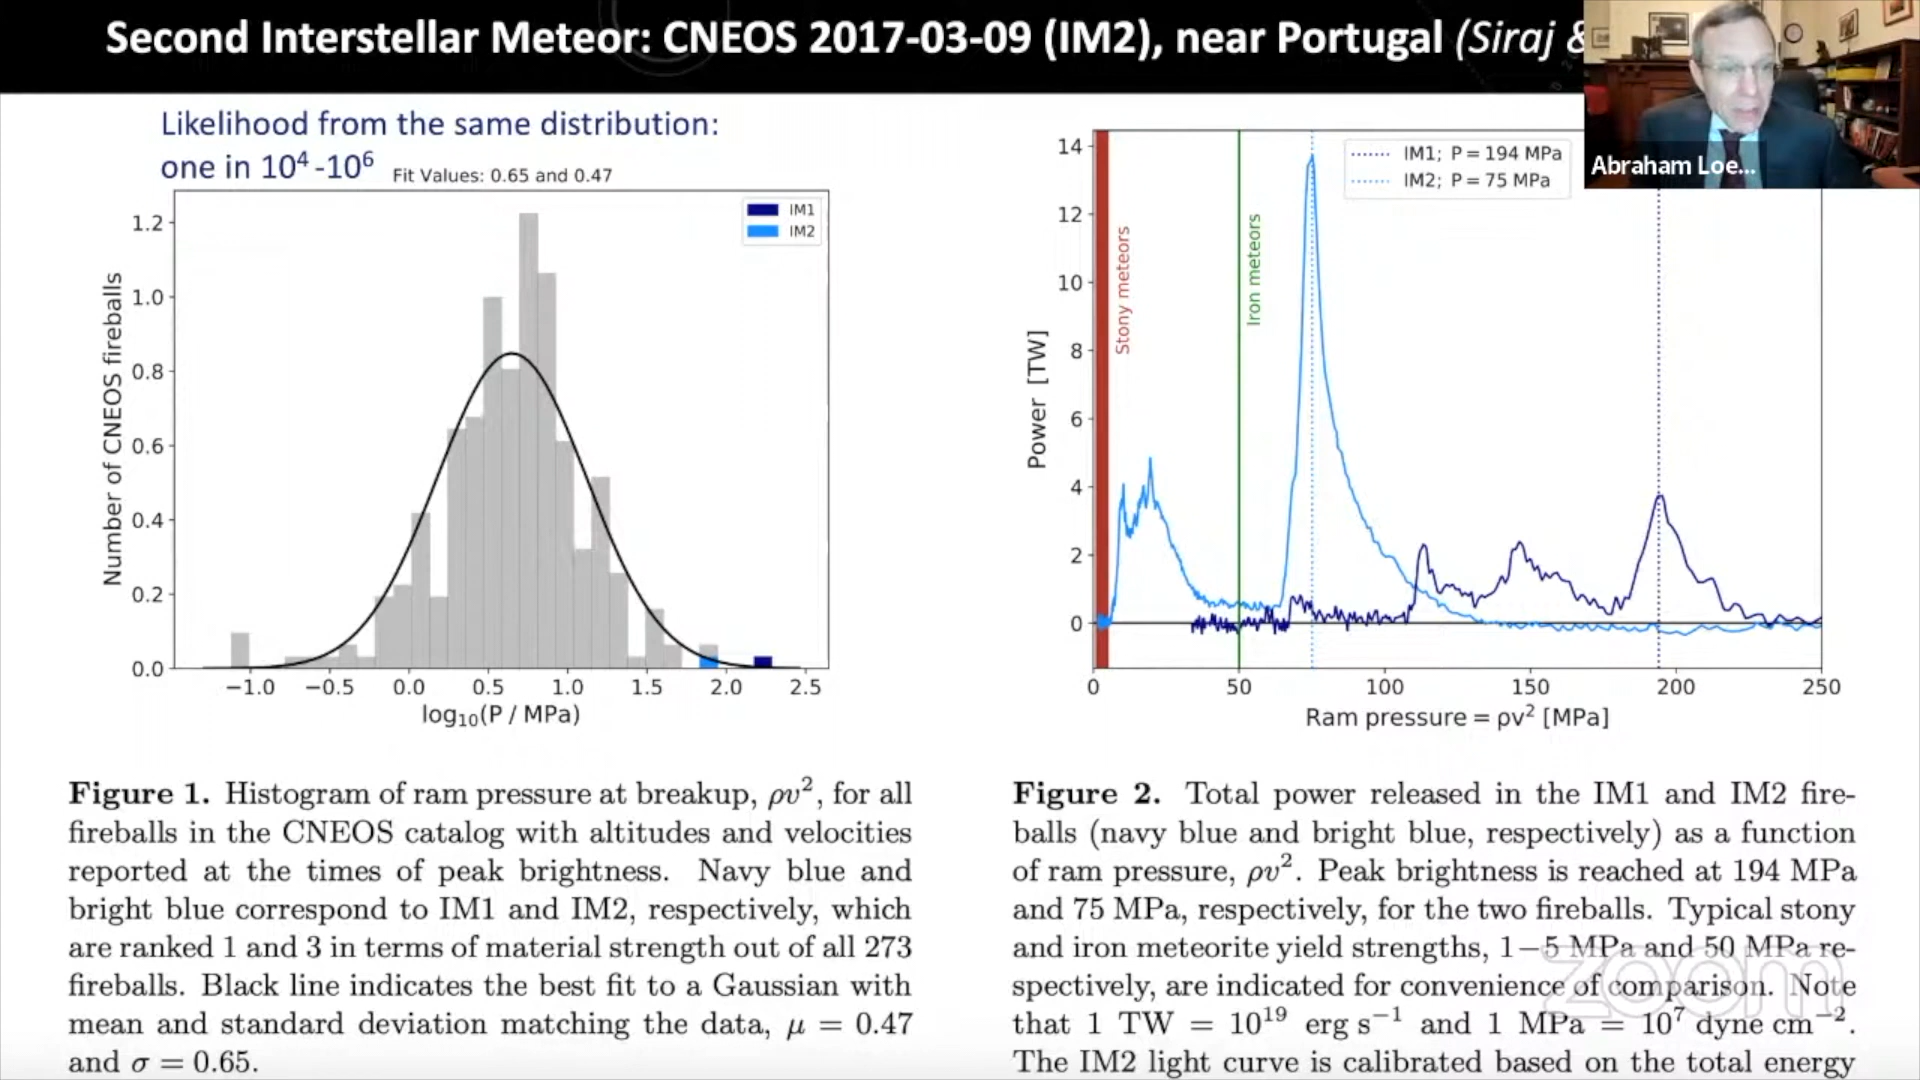 Second Interstellar Meteor: CNEOS 2017-03-09 (IM2), near Portugal (Siraj &
Abraham Loe...
Likelihood from the same distribution:
one in 10⁴ -10⁶
Fit Values: 0.65 and 0.47
IM1
IM2
Number of CNEOS fireballs
1.2
1.0
0.8
0.6
0.4
0.2
0.0
−1.0 −0.5 0.0 0.5 1.0 1.5 2.0 2.5
log₁₀(P / MPa)
IM1; P = 194 MPa
IM2; P = 75 MPa
Stony meteors
Iron meteors
Power [TW]
14
12
10
8
6
4
2
0
0 50 100 150 200 250
Ram pressure = ρv² [MPa]
Figure 1. Histogram of ram pressure at breakup, ρv², for all
fireballs in the CNEOS catalog with altitudes and velocities
reported at the times of peak brightness. Navy blue and
bright blue correspond to IM1 and IM2, respectively, which
are ranked 1 and 3 in terms of material strength out of all 273
fireballs. Black line indicates the best fit to a Gaussian with
mean and standard deviation matching the data, μ = 0.47
and σ = 0.65.
Figure 2. Total power released in the IM1 and IM2 fire-
balls (navy blue and bright blue, respectively) as a function
of ram pressure, ρv². Peak brightness is reached at 194 MPa
and 75 MPa, respectively, for the two fireballs. Typical stony
and iron meteorite yield strengths, 1−5 MPa and 50 MPa re-
spectively, are indicated for convenience of comparison. Note
that 1 TW = 10¹⁹ erg s⁻¹ and 1 MPa = 10⁷ dyne cm⁻².
The IM2 light curve is calibrated based on the total energy
zoom